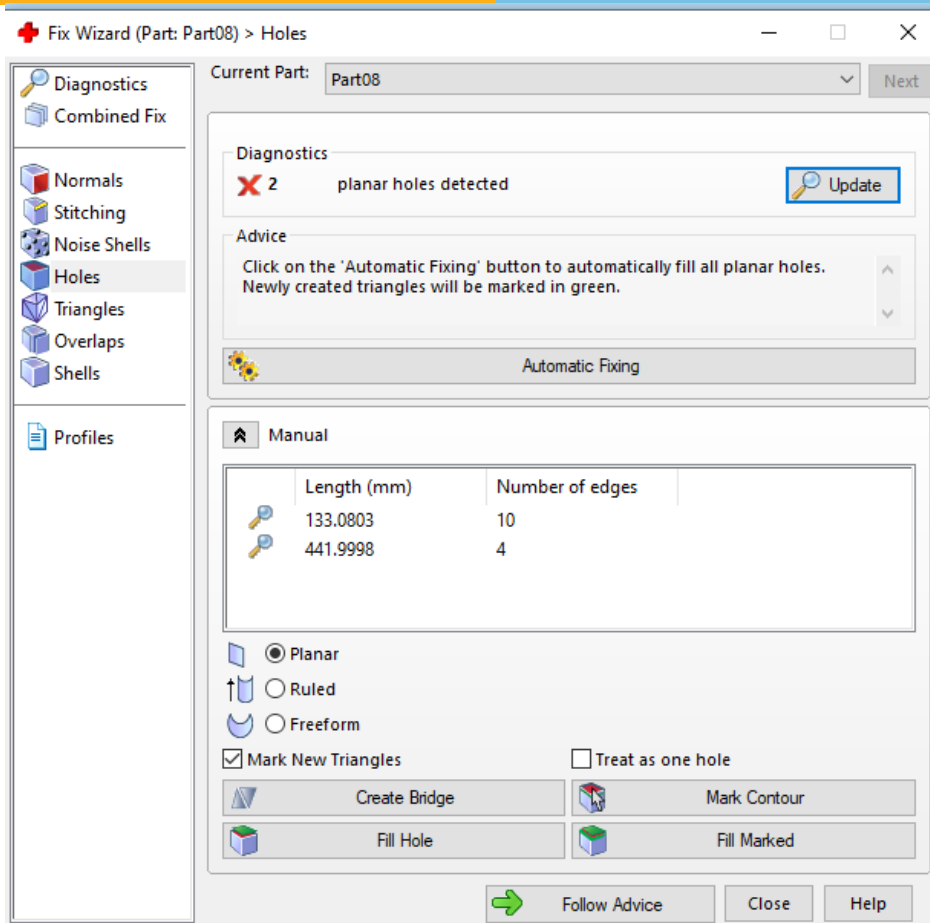 Fix Wizard (Part: Part08) > Holes
Diagnostics
Combined Fix
Normals
Stitching
Noise Shells
Holes
Triangles
Overlaps
Shells
Profiles
Current Part:
Part08
Next
Diagnostics
2 planar holes detected
Update
Advice
Click on the 'Automatic Fixing' button to automatically fill all planar holes.
Newly created triangles will be marked in green.
Automatic Fixing
Manual
Length (mm) Number of edges
133.0803 10
441.9998 4
Planar
Ruled
Freeform
Mark New Triangles
Treat as one hole
Create Bridge
Mark Contour
Fill Hole
Fill Marked
Follow Advice
Close
Help